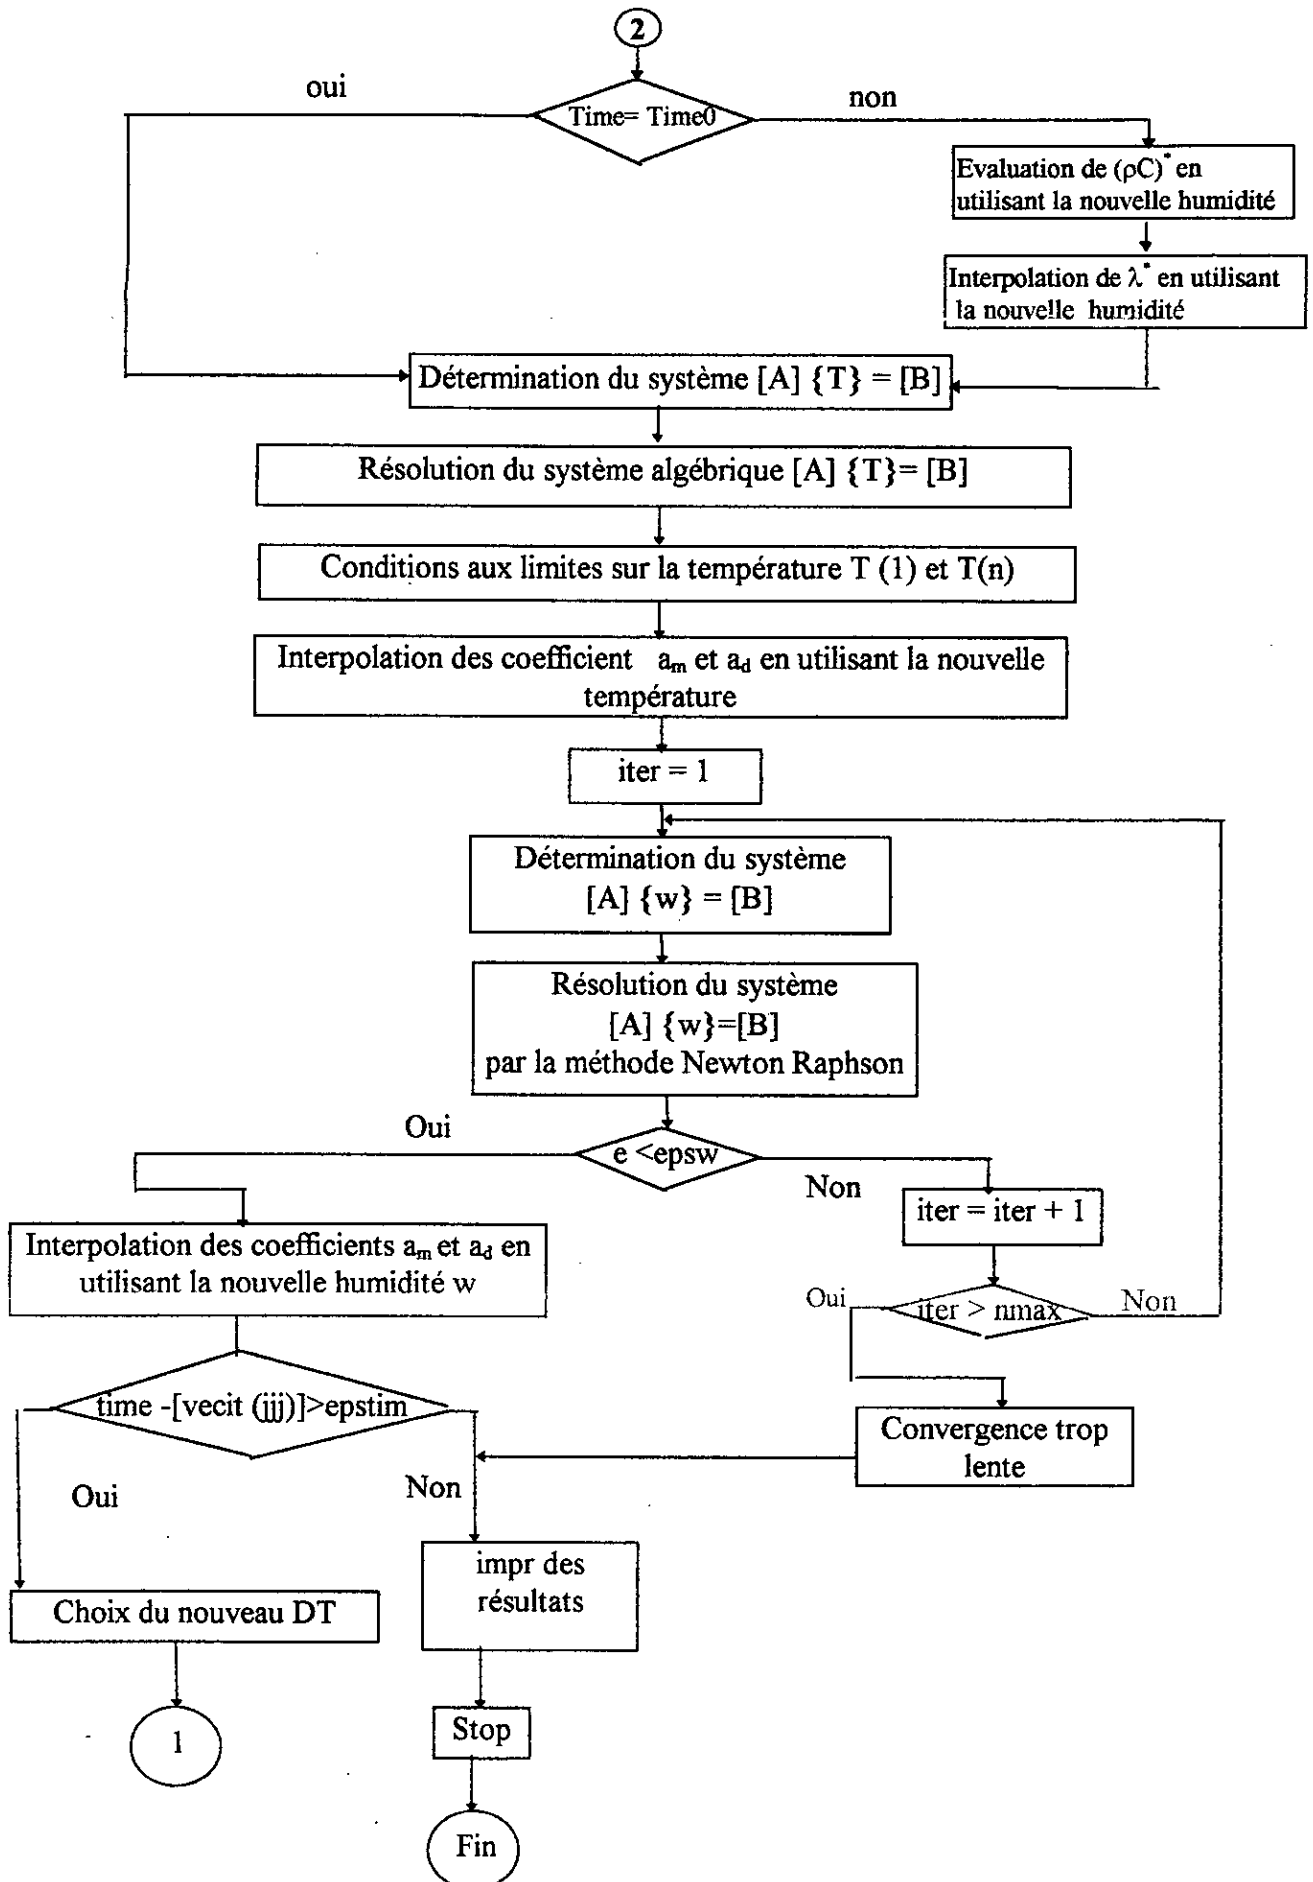 2
oui
Time= Time0
non
Evaluation de (ρC)* en
utilisant la nouvelle humidité
Interpolation de λ* en utilisant
la nouvelle humidité
Détermination du système [A] {T} = [B]
Résolution du système algébrique [A] {T}= [B]
Conditions aux limites sur la température T (1) et T(n)
Interpolation des coefficient aₘ et a_d en utilisant la nouvelle
température
iter = 1
Détermination du système
[A] {w} = [B]
Résolution du système
[A] {w}=[B]
par la méthode Newton Raphson
Oui
e <epsw
Non
iter = iter + 1
Interpolation des coefficients aₘ et a_d en
utilisant la nouvelle humidité w
Oui
iter > nmax
Non
time -[vecit (jjj)]>epstim
Convergence trop
lente
Oui
Non
impr des
résultats
Choix du nouveau DT
1
Stop
Fin